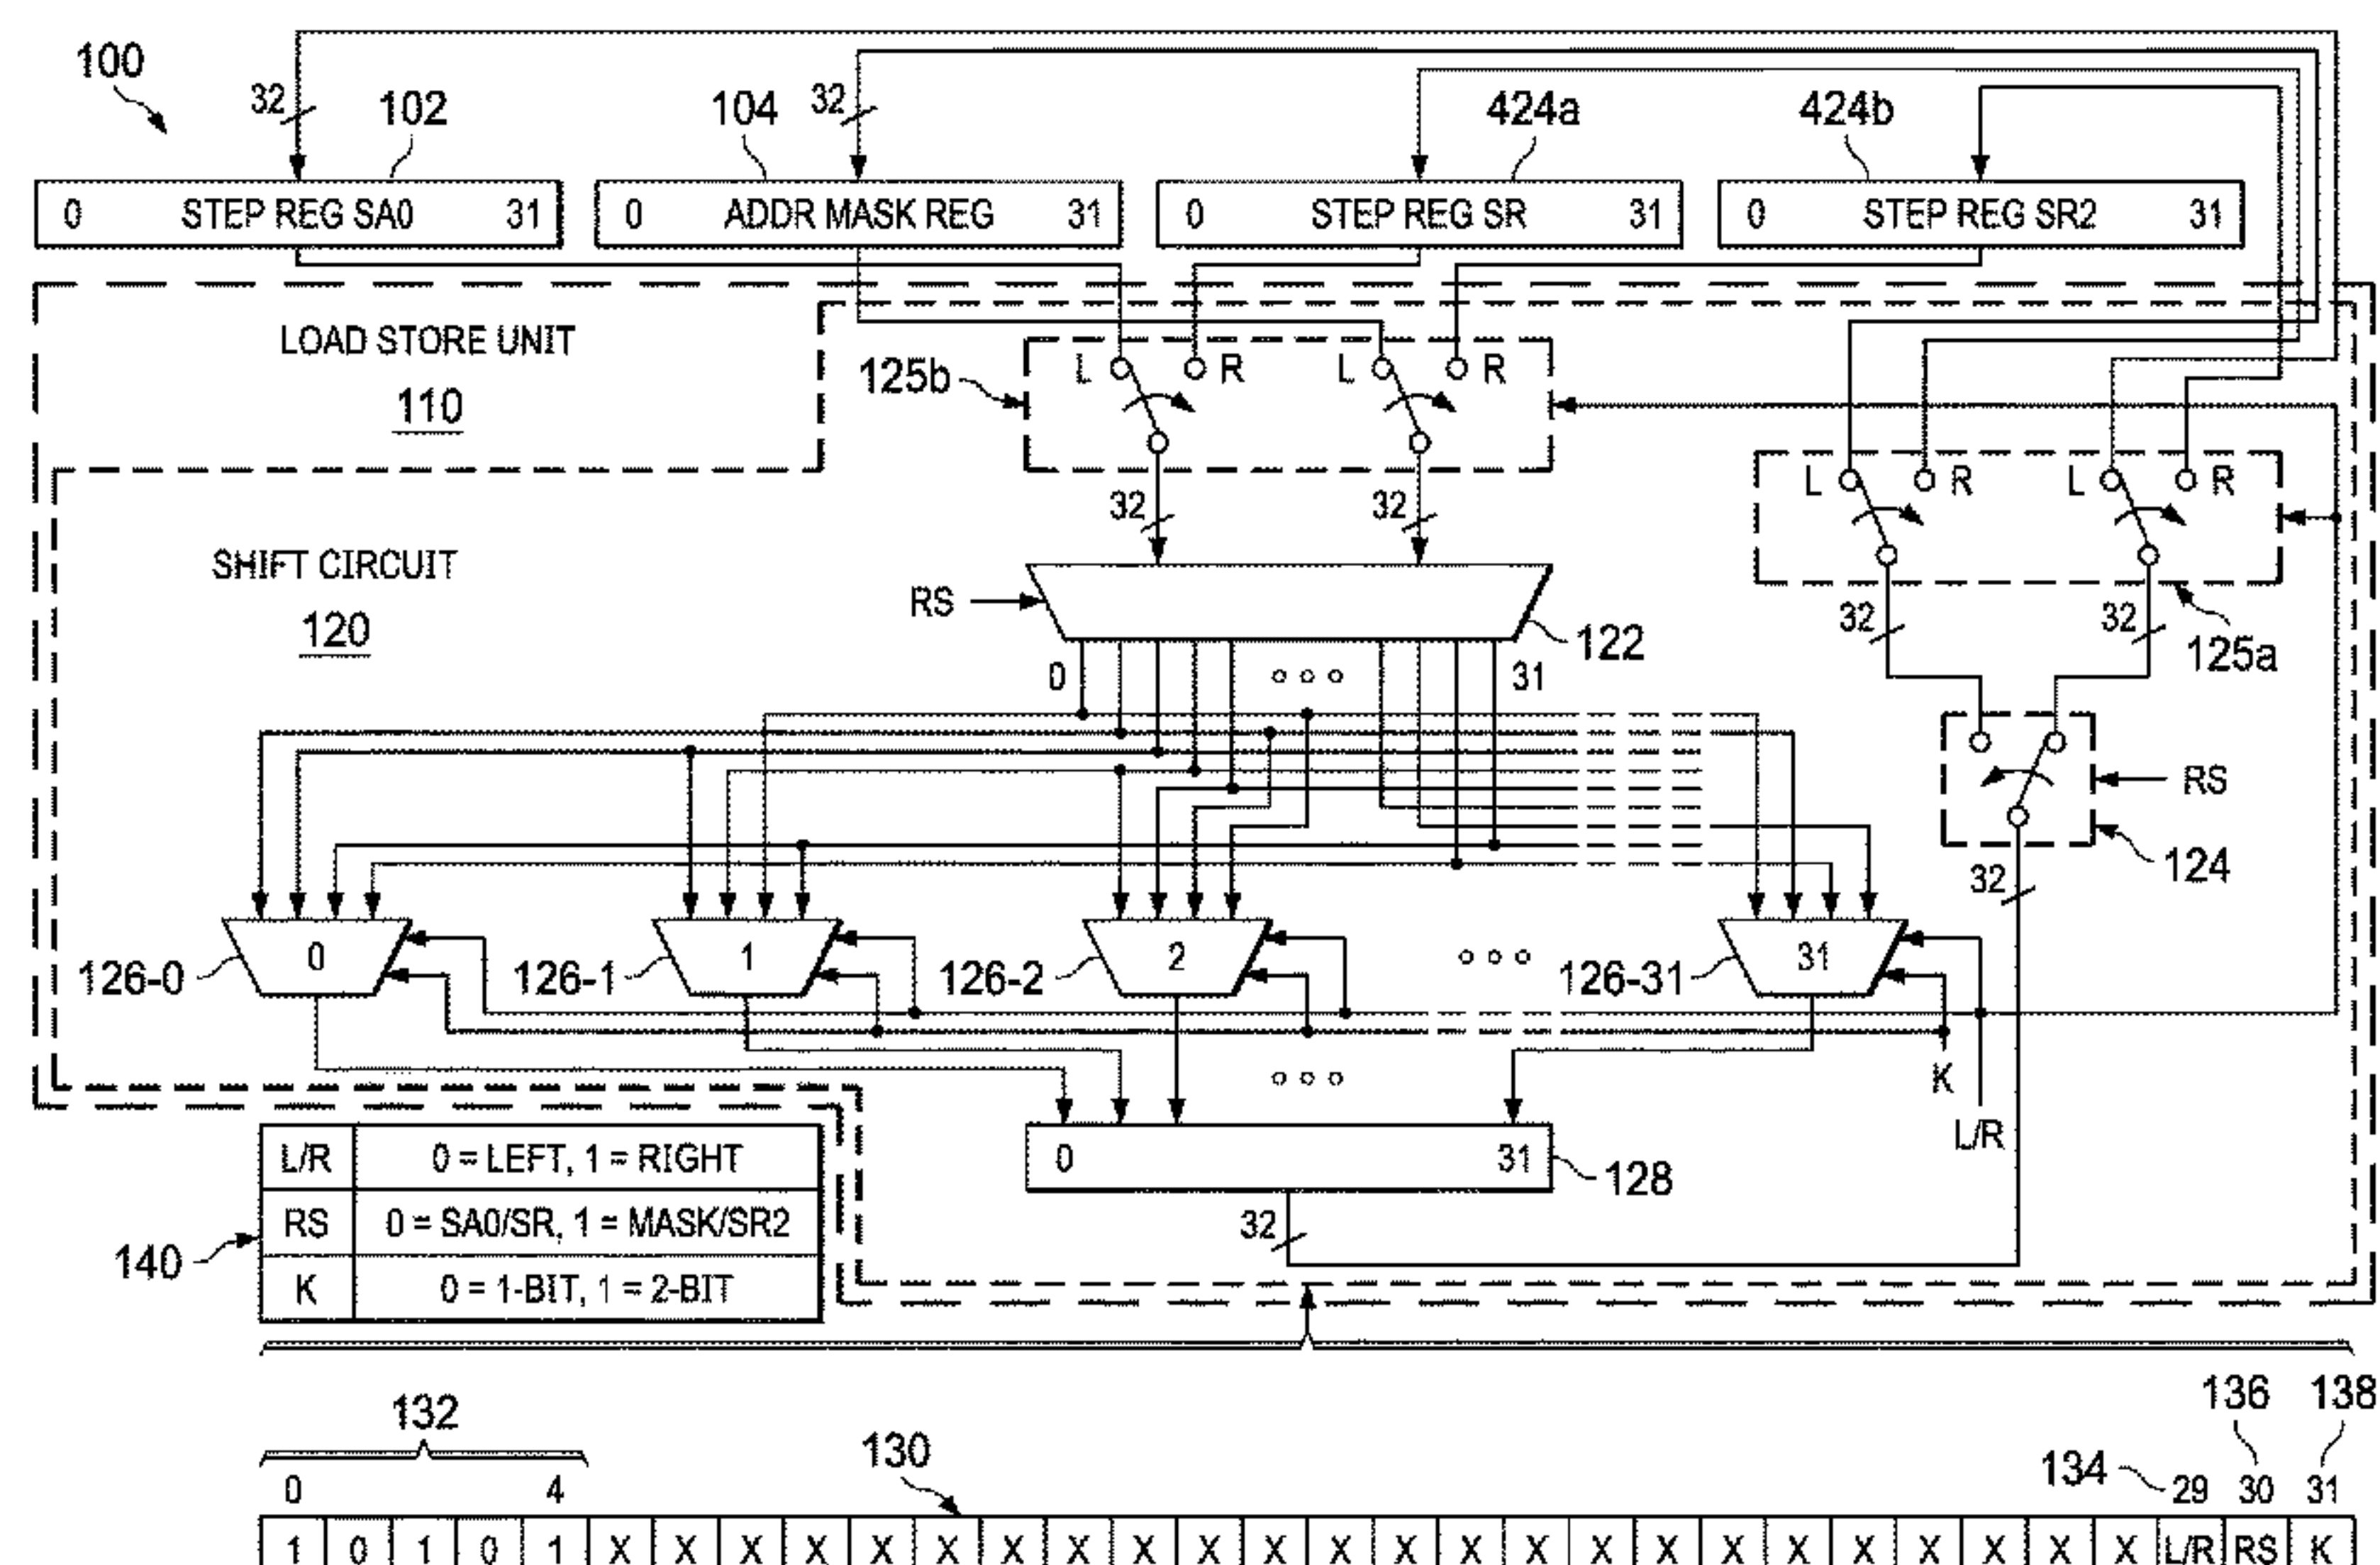 100
32 102 104 32 424a 424b
0 STEP REG SA0 31 0 ADDR MASK REG 31 0 STEP REG SR 31 0 STEP REG SR2 31
LOAD STORE UNIT
110
125b L R L R
L R L R
32 32
SHIFT CIRCUIT
120
RS 122
32 32 125a
0 ooo 31
RS
124
32
126-0 0 126-1 1 126-2 2 ooo 126-31 31
ooo K
L/R
0 31 128
32
L/R 0 = LEFT, 1 = RIGHT
RS 0 = SA0/SR, 1 = MASK/SR2
K 0 = 1-BIT, 1 = 2-BIT
140
132 130 134 136 138
0 4 29 30 31
1 0 1 0 1 X X X X X X X X X X X X X X X X X X X X X X X X L/R RS K